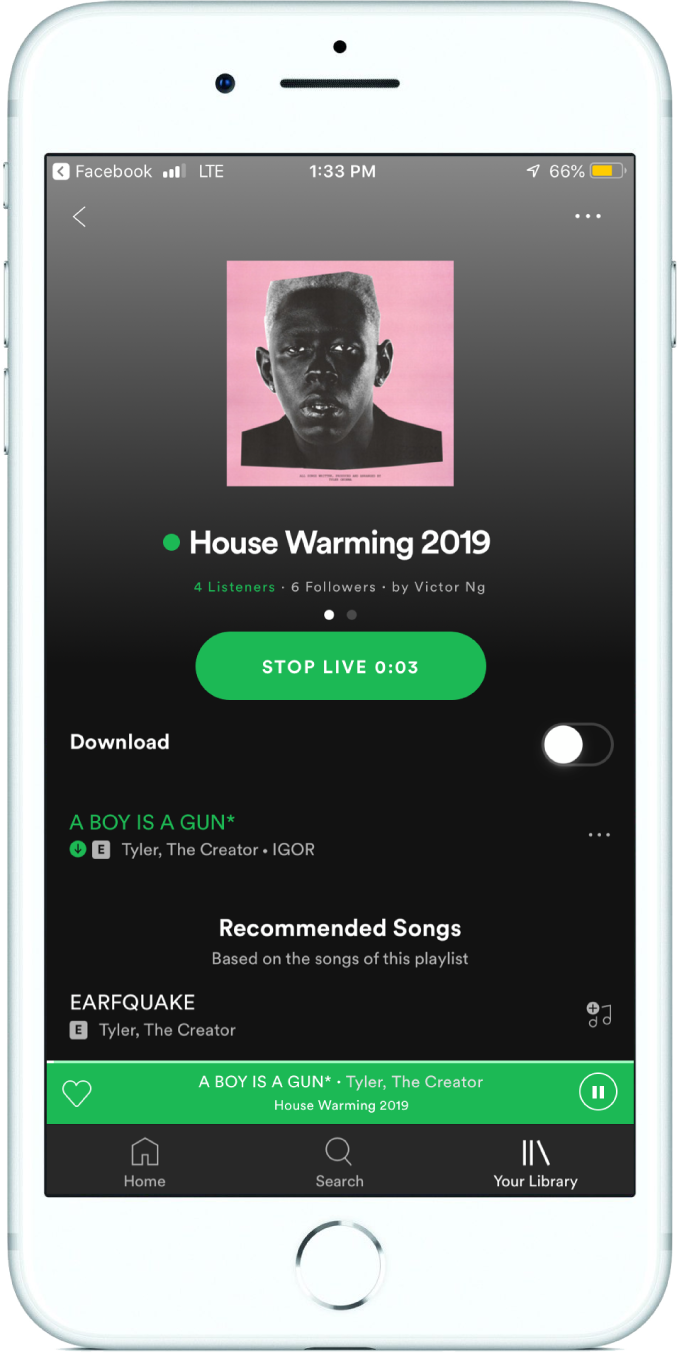 Facebook LTE 1:33 PM 66%
House Warming 2019
4 Listeners · 6 Followers · by Victor Ng
STOP LIVE 0:03
Download
A BOY IS A GUN*
E Tyler, The Creator • IGOR
Recommended Songs
Based on the songs of this playlist
EARFQUAKE
E Tyler, The Creator
A BOY IS A GUN* · Tyler, The Creator
House Warming 2019
Home Search Your Library